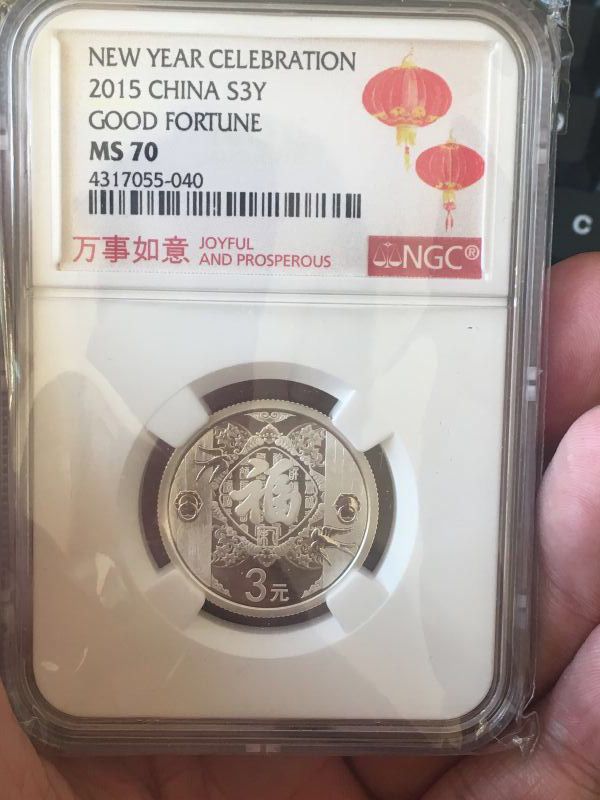 NEW YEAR CELEBRATION
2015 CHINA S3Y
GOOD FORTUNE
MS 70
4317055-040
万事如意 JOYFUL
AND PROSPEROUS
NGC®
福
3元
C